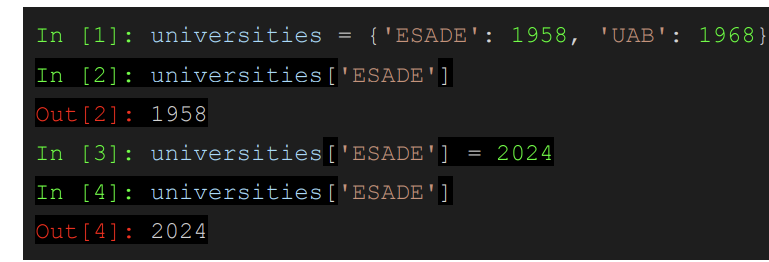 In [1]: universities = {'ESADE': 1958, 'UAB': 1968}
In [2]: universities['ESADE']
Out[2]: 1958
In [3]: universities['ESADE'] = 2024
In [4]: universities['ESADE']
Out[4]: 2024